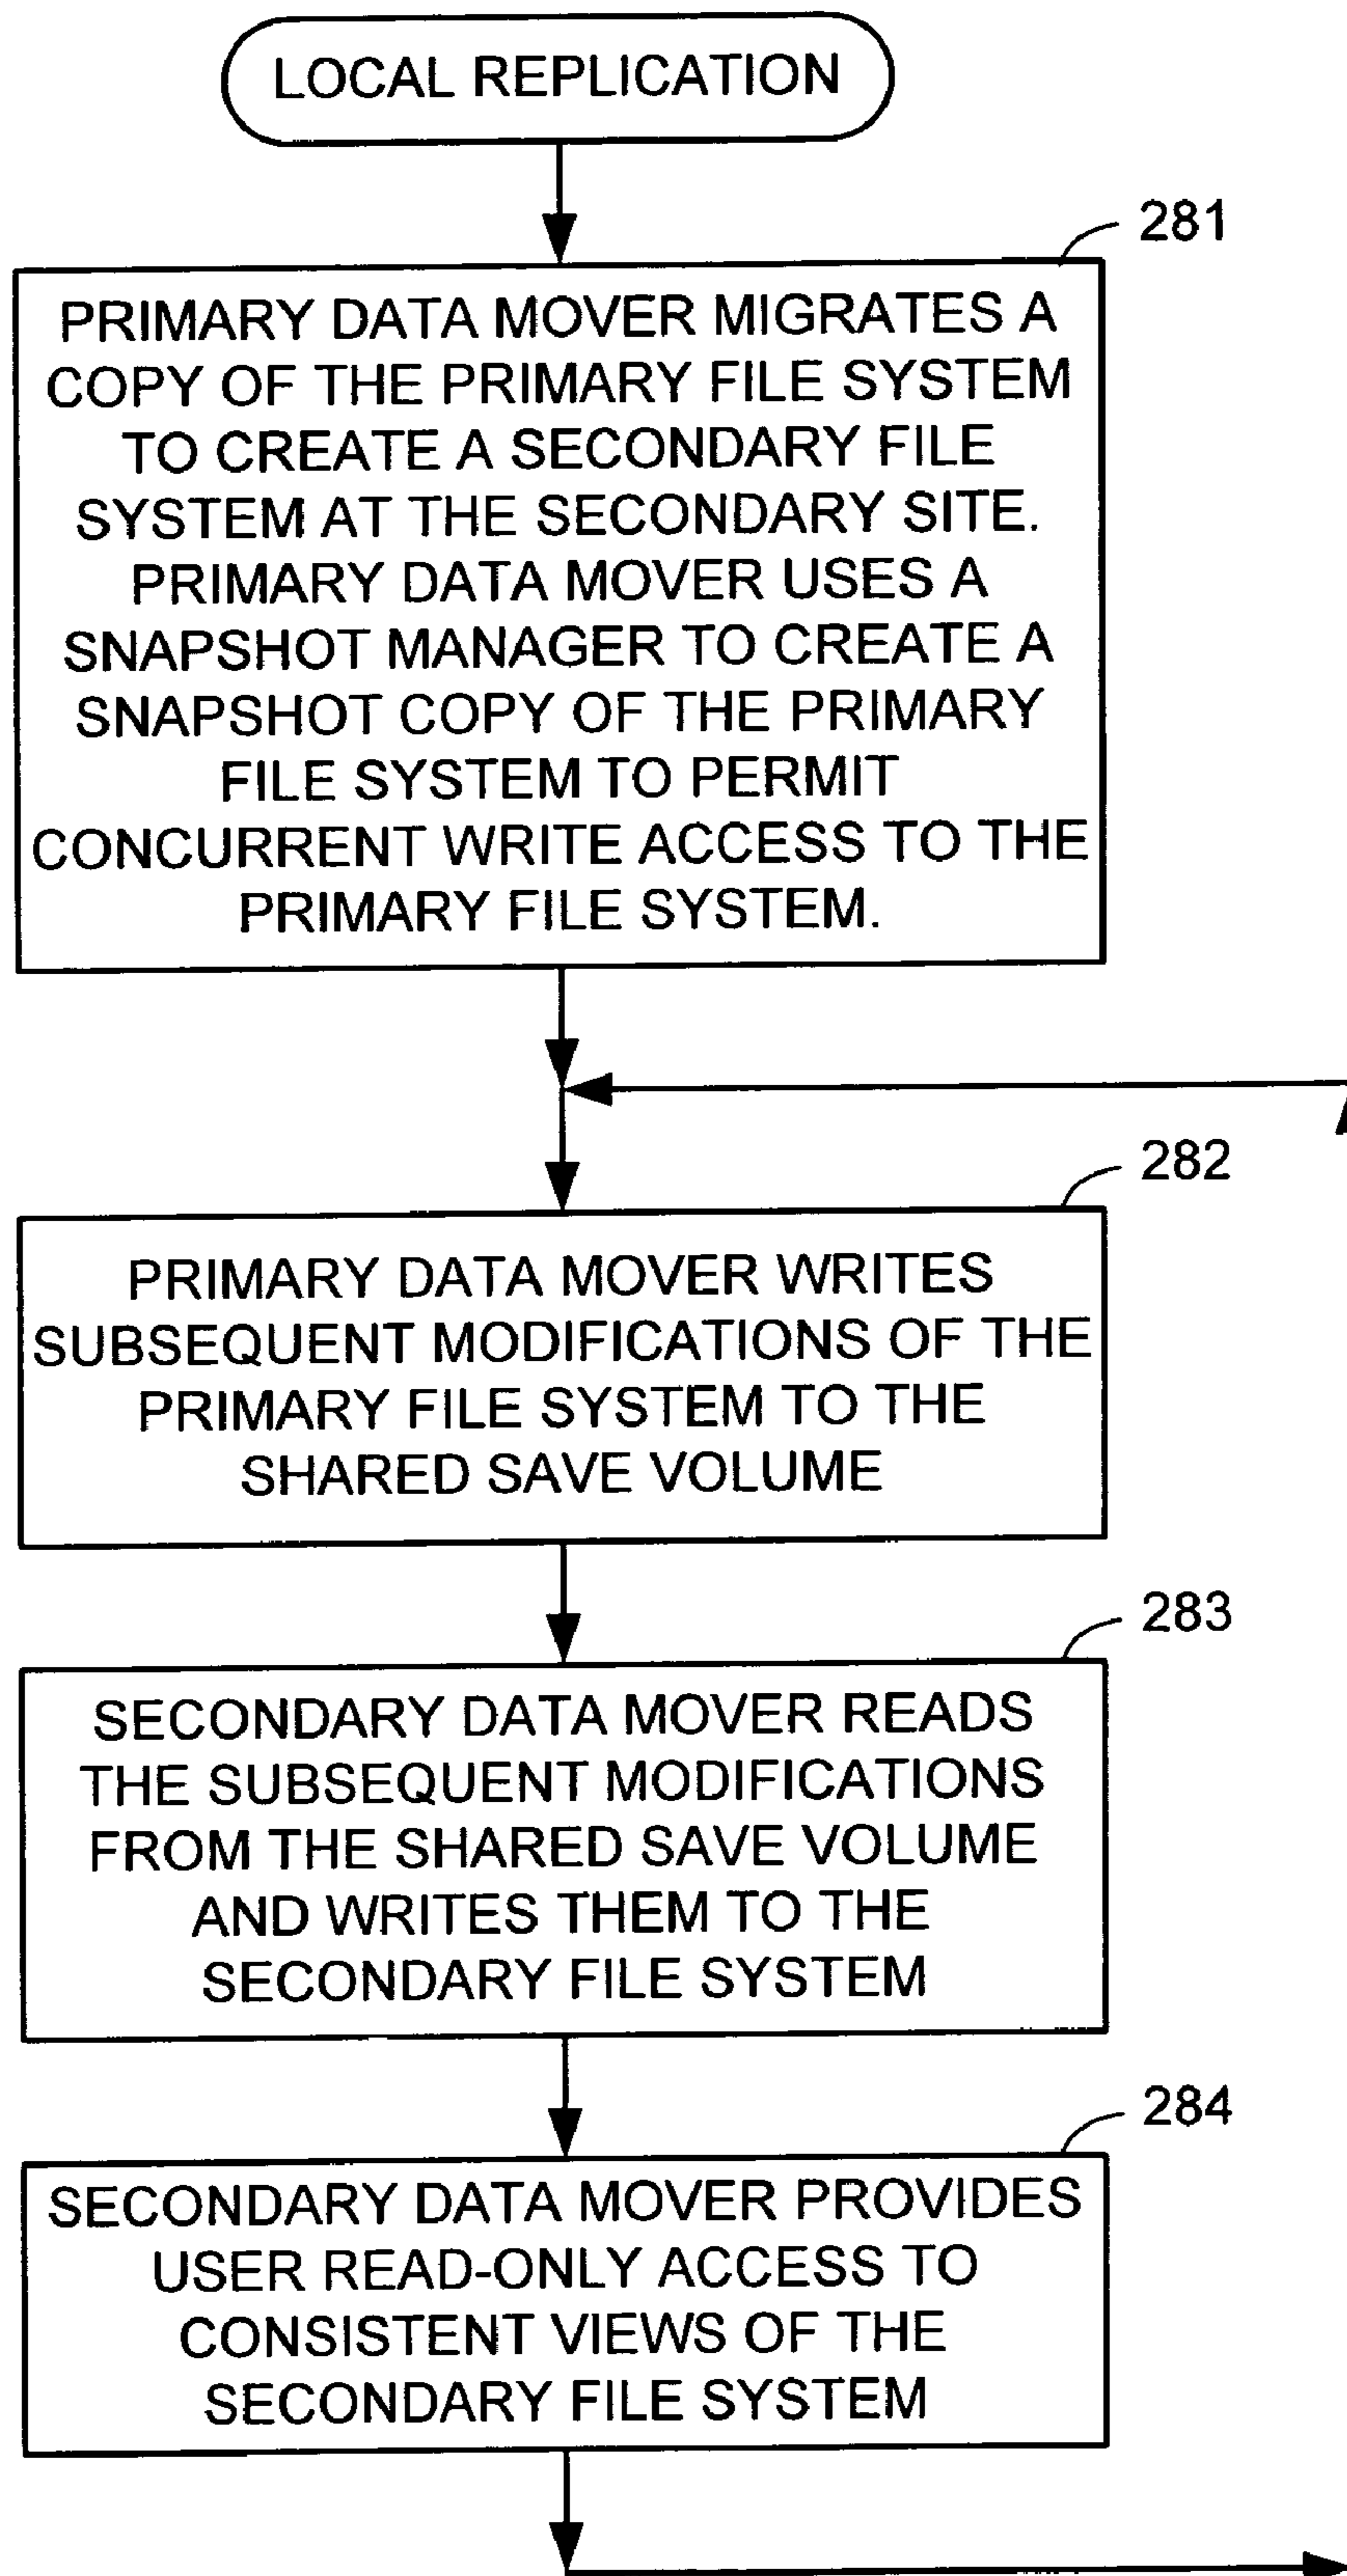 LOCAL REPLICATION
281
PRIMARY DATA MOVER MIGRATES A
COPY OF THE PRIMARY FILE SYSTEM
TO CREATE A SECONDARY FILE
SYSTEM AT THE SECONDARY SITE.
PRIMARY DATA MOVER USES A
SNAPSHOT MANAGER TO CREATE A
SNAPSHOT COPY OF THE PRIMARY
FILE SYSTEM TO PERMIT
CONCURRENT WRITE ACCESS TO THE
PRIMARY FILE SYSTEM.
282
PRIMARY DATA MOVER WRITES
SUBSEQUENT MODIFICATIONS OF THE
PRIMARY FILE SYSTEM TO THE
SHARED SAVE VOLUME
283
SECONDARY DATA MOVER READS
THE SUBSEQUENT MODIFICATIONS
FROM THE SHARED SAVE VOLUME
AND WRITES THEM TO THE
SECONDARY FILE SYSTEM
284
SECONDARY DATA MOVER PROVIDES
USER READ-ONLY ACCESS TO
CONSISTENT VIEWS OF THE
SECONDARY FILE SYSTEM